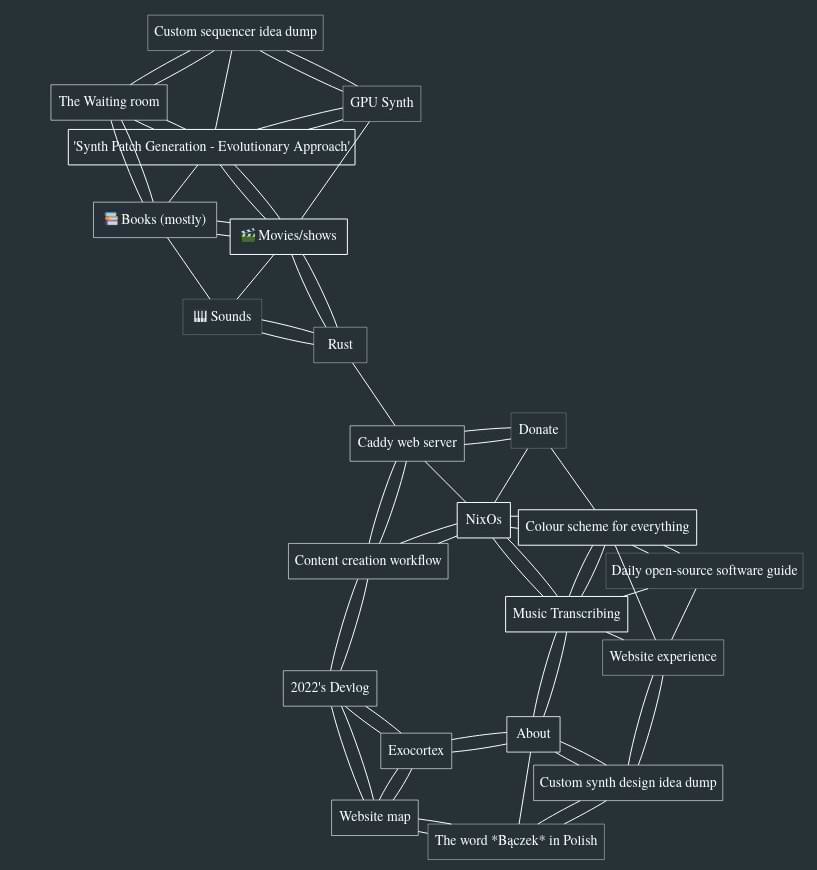 Custom sequencer idea dump
The Waiting room
GPU Synth
'Synth Patch Generation - Evolutionary Approach'
📚 Books (mostly)
🎬 Movies/shows
🎹 Sounds
Rust
Donate
Caddy web server
NixOs
Colour scheme for everything
Content creation workflow
Daily open-source software guide
Music Transcribing
Website experience
2022's Devlog
About
Exocortex
Custom synth design idea dump
Website map
The word *Bączek* in Polish